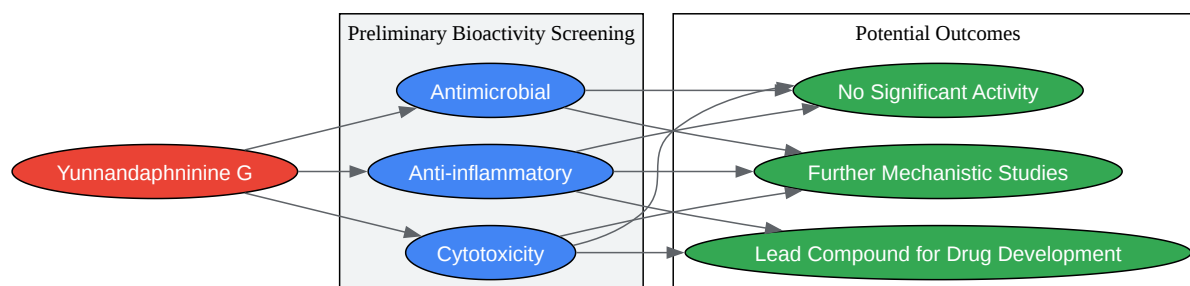 Preliminary Bioactivity Screening
Potential Outcomes
Antimicrobial
No Significant Activity
Yunnandaphninine G
Anti-inflammatory
Further Mechanistic Studies
Cytotoxicity
Lead Compound for Drug Development